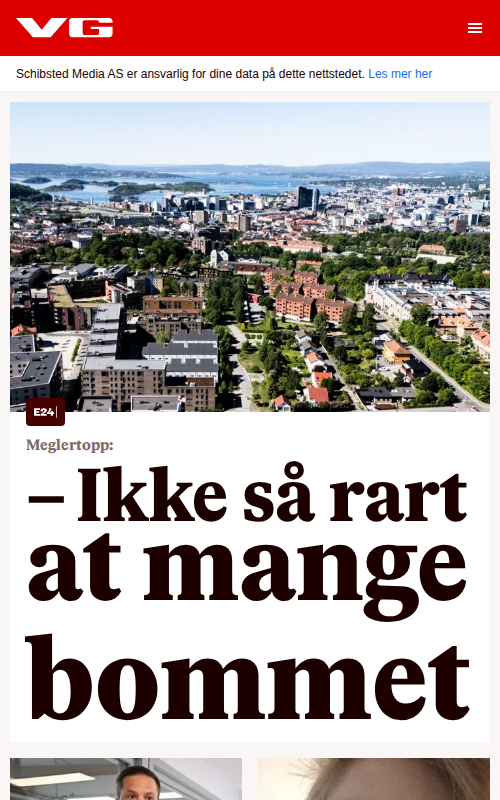 VG
Schibsted Media AS er ansvarlig for dine data på dette nettstedet. Les mer her
E24
Meglertopp:
– Ikke så rart
at mange
bommet